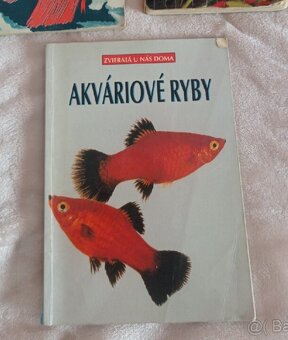 ZVIERATÁ U NÁS DOMA
AKVÁRIOVÉ RYBY